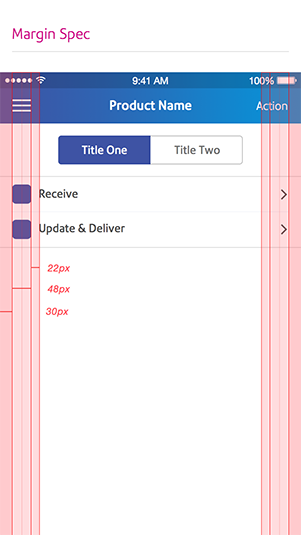 Margin Spec
9:41 AM 100%
Product Name Action
Title One Title Two
Receive
Update & Deliver
22px
48px
30px